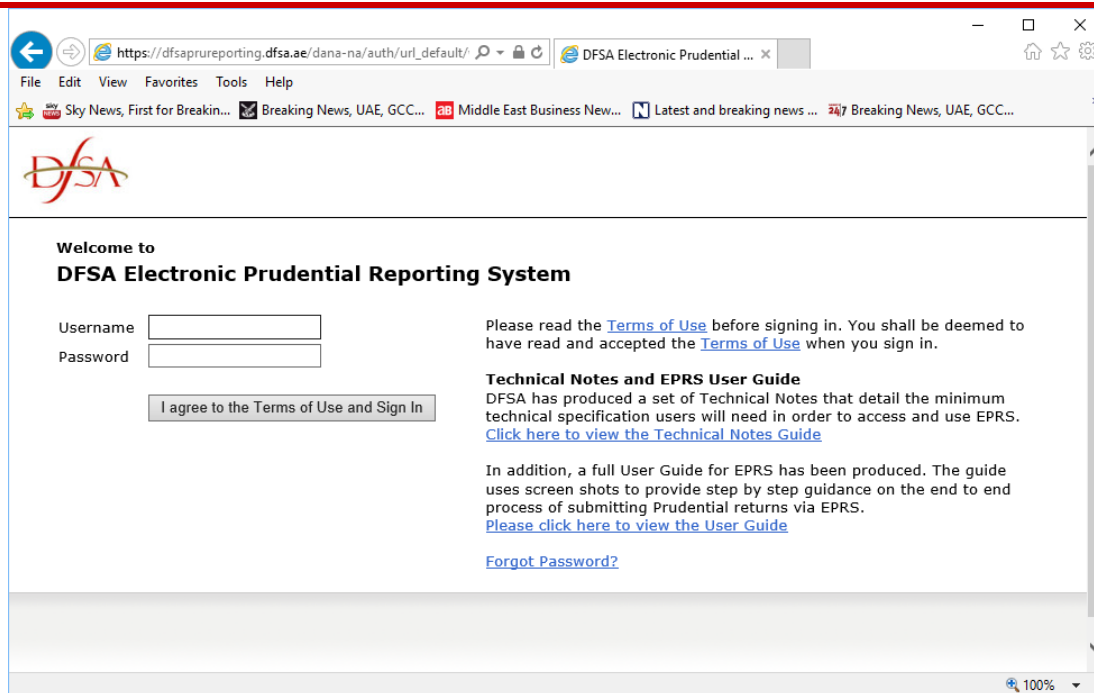 https://dfsaprureporting.dfsa.ae/dana-na/auth/url_default/
DFSA Electronic Prudential ...
File Edit View Favorites Tools Help
Sky News, First for Breakin... Breaking News, UAE, GCC... Middle East Business New... Latest and breaking news ... Breaking News, UAE, GCC...
DFSA
Welcome to
DFSA Electronic Prudential Reporting System
Username
Password
I agree to the Terms of Use and Sign In
Please read the Terms of Use before signing in. You shall be deemed to
have read and accepted the Terms of Use when you sign in.
Technical Notes and EPRS User Guide
DFSA has produced a set of Technical Notes that detail the minimum
technical specification users will need in order to access and use EPRS.
Click here to view the Technical Notes Guide
In addition, a full User Guide for EPRS has been produced. The guide
uses screen shots to provide step by step guidance on the end to end
process of submitting Prudential returns via EPRS.
Please click here to view the User Guide
Forgot Password?
100%